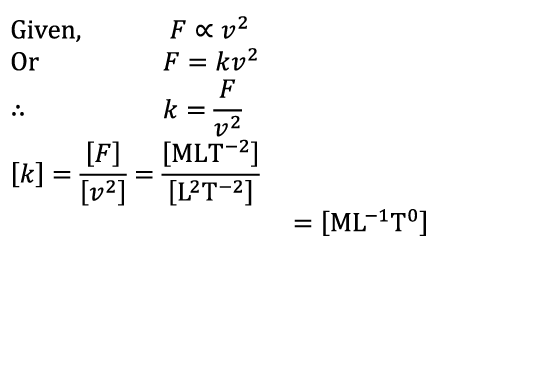 Given, F ∝ v²
Or F = kv²
∴ k = F/v²
[k] = [F]/[v²] = [MLT⁻²]/[L²T⁻²]
= [ML⁻¹T⁰]